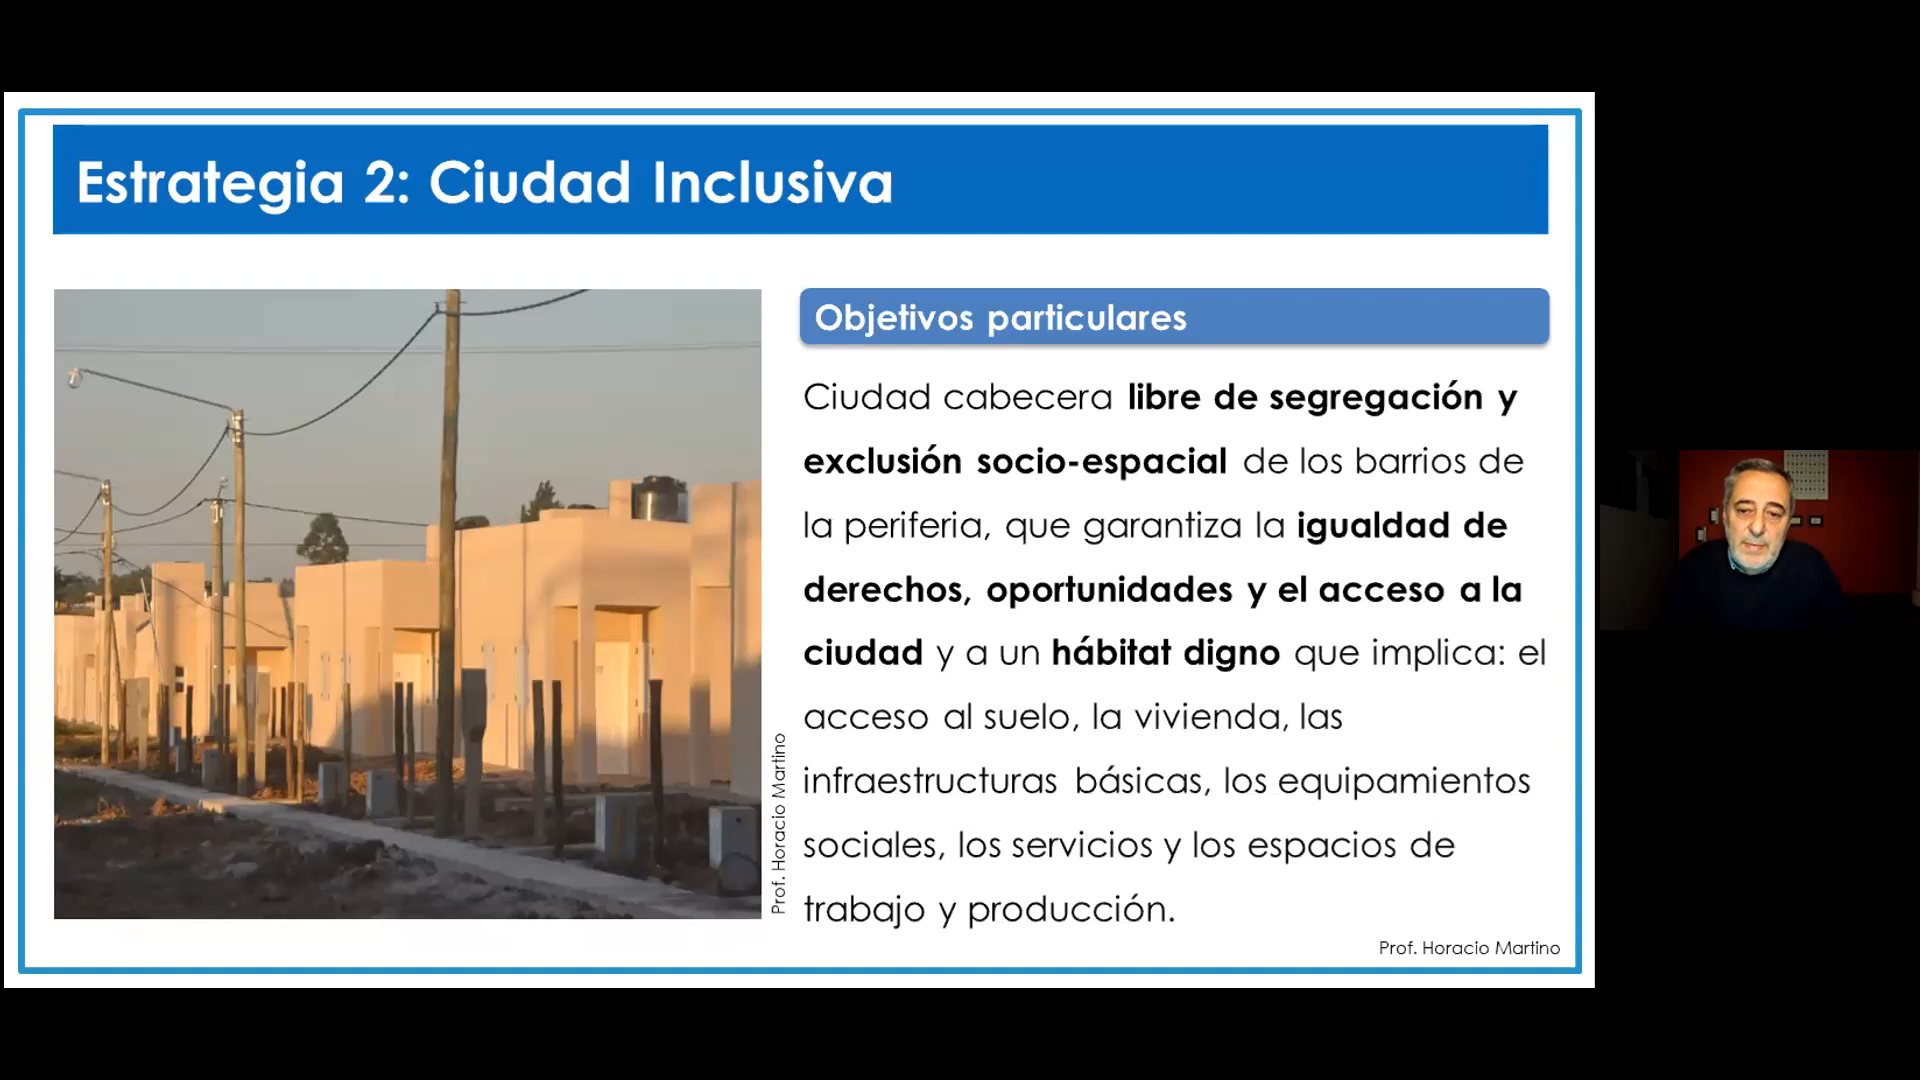 Estrategia 2: Ciudad Inclusiva
Objetivos particulares
Ciudad cabecera libre de segregación y
exclusión socio-espacial de los barrios de
la periferia, que garantiza la igualdad de
derechos, oportunidades y el acceso a la
ciudad y a un hábitat digno que implica: el
acceso al suelo, la vivienda, las
infraestructuras básicas, los equipamientos
sociales, los servicios y los espacios de
trabajo y producción.
Prof. Horacio Martino
Prof. Horacio Martino